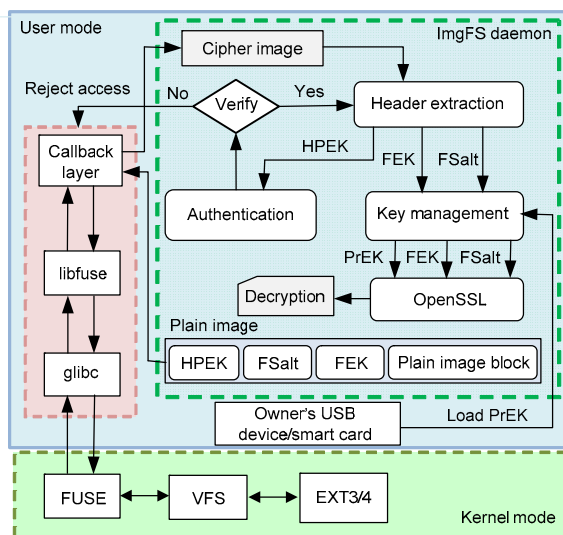 User mode
ImgFS daemon
Cipher image
Reject access
No
Verify
Yes
Header extraction
HPEK
Callback
layer
FEK
FSalt
Authentication
Key management
PrEK
FEK
FSalt
libfuse
Decryption
OpenSSL
Plain image
HPEK
FSalt
FEK
Plain image block
glibc
Owner's USB
device/smart card
Load PrEK
FUSE
VFS
EXT3/4
Kernel mode